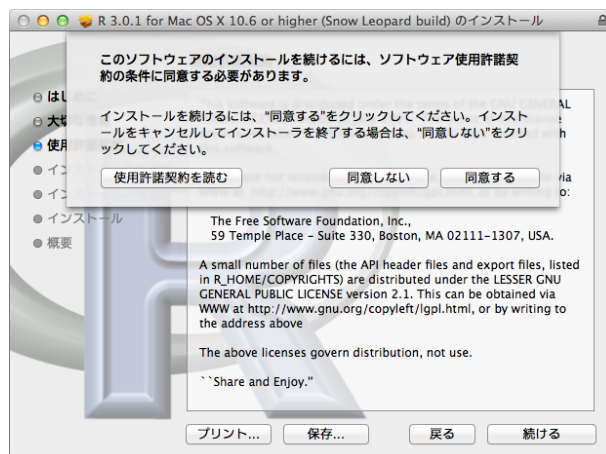 R 3.0.1 for Mac OS X 10.6 or higher (Snow Leopard build) のインストール
このソフトウェアのインストールを続けるには、ソフトウェア使用許諾契
約の条件に同意する必要があります。
インストールを続けるには、“同意する”をクリックしてください。インスト
ールをキャンセルしてインストーラを終了する場合は、“同意しない”をクリ
ックしてください。
使用許諾契約を読む
同意しない
同意する
インストール
概要
The Free Software Foundation, Inc.,
59 Temple Place – Suite 330, Boston, MA 02111-1307, USA.
A small number of files (the API header files and export files, listed
in R_HOME/COPYRIGHTS) are distributed under the LESSER GNU
GENERAL PUBLIC LICENSE version 2.1. This can be obtained via
WWW at http://www.gnu.org/copyleft/lgpl.html, or by writing to
the address above
The above licenses govern distribution, not use.
``Share and Enjoy.''
プリント...
保存...
戻る
続ける